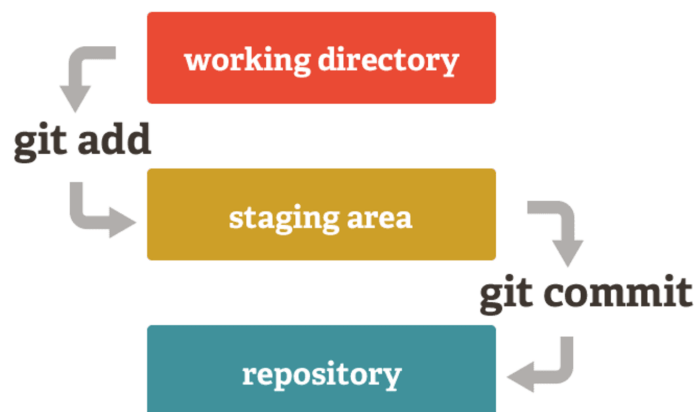 working directory
git add
staging area
git commit
repository